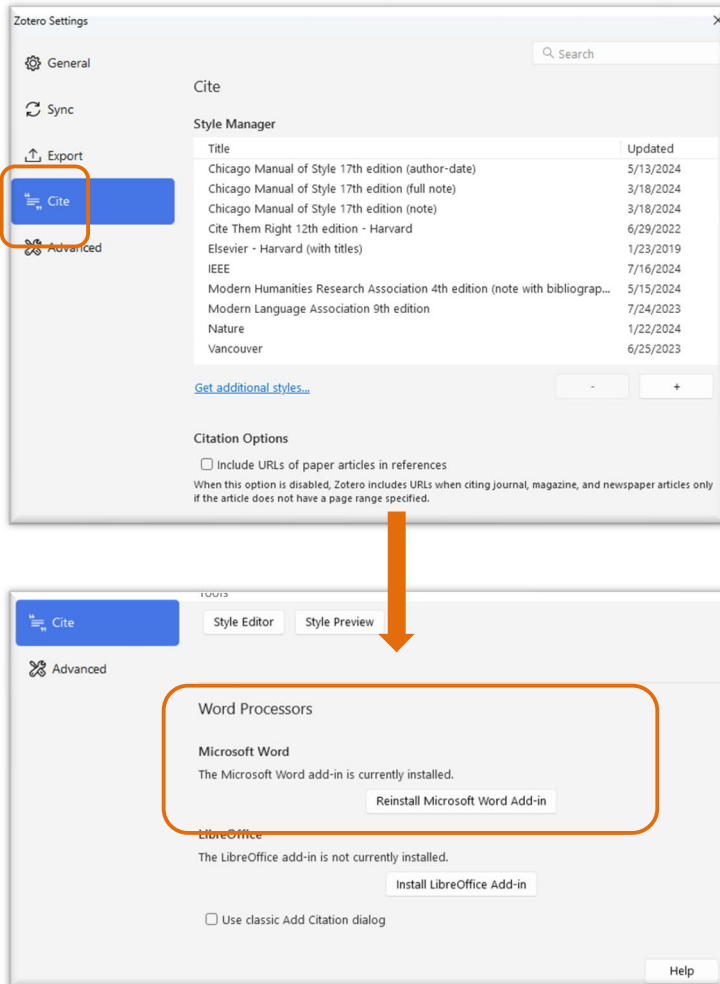 Zotero Settings
Search
General
Sync
Export
Cite
Advanced
Cite
Style Manager
Title Updated
Chicago Manual of Style 17th edition (author-date) 5/13/2024
Chicago Manual of Style 17th edition (full note) 3/18/2024
Chicago Manual of Style 17th edition (note) 3/18/2024
Cite Them Right 12th edition - Harvard 6/29/2022
Elsevier - Harvard (with titles) 1/23/2019
IEEE 7/16/2024
Modern Humanities Research Association 4th edition (note with bibliograp... 5/15/2024
Modern Language Association 9th edition 7/24/2023
Nature 1/22/2024
Vancouver 6/25/2023
Get additional styles... - +
Citation Options
Include URLs of paper articles in references
When this option is disabled, Zotero includes URLs when citing journal, magazine, and newspaper articles only
if the article does not have a page range specified.
Cite
Advanced
Tools
Style Editor Style Preview
Word Processors
Microsoft Word
The Microsoft Word add-in is currently installed.
Reinstall Microsoft Word Add-in
LibreOffice
The LibreOffice add-in is not currently installed.
Install LibreOffice Add-in
Use classic Add Citation dialog
Help